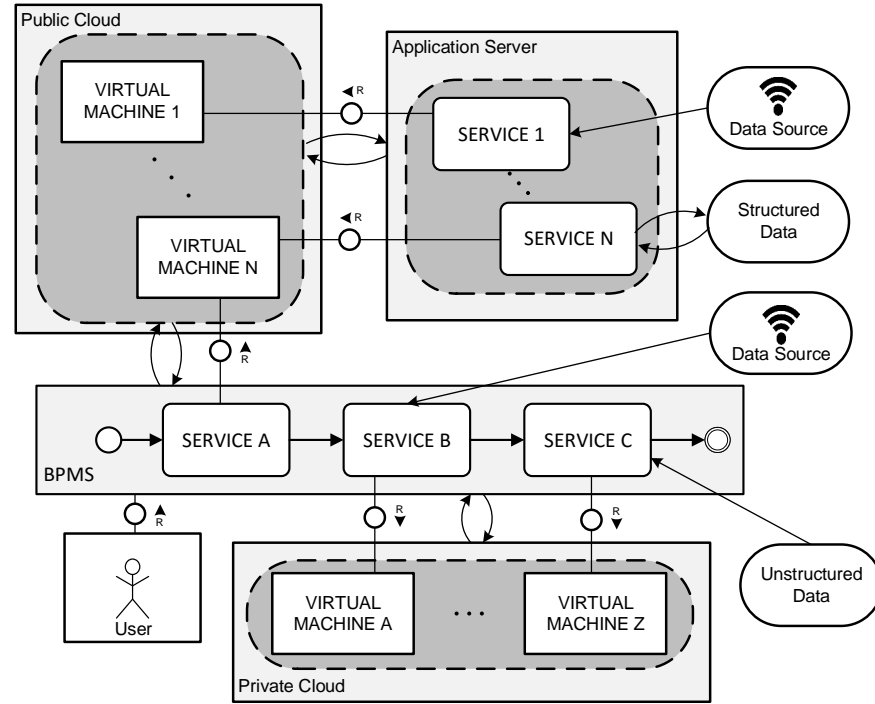 Public Cloud
VIRTUAL
MACHINE 1
R
Application Server
SERVICE 1
Data Source
VIRTUAL
MACHINE N
R
SERVICE N
Structured
Data
R
Data Source
SERVICE A
SERVICE B
SERVICE C
BPMS
R
R
R
User
VIRTUAL
MACHINE A
VIRTUAL
MACHINE Z
Unstructured
Data
Private Cloud